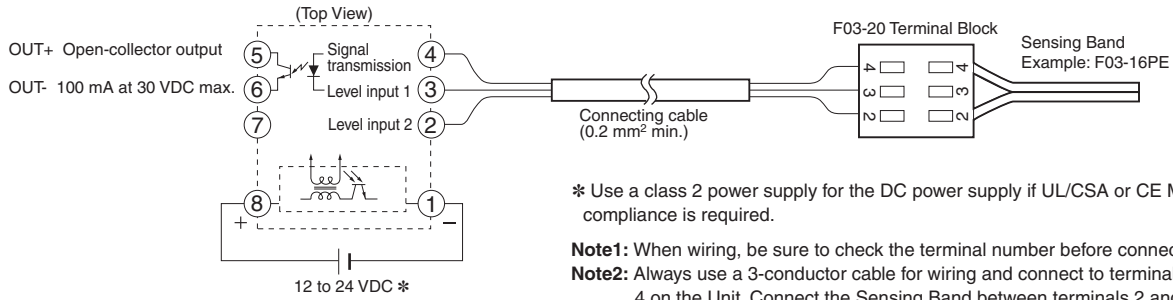 (Top View)
OUT+ Open-collector output
OUT- 100 mA at 30 VDC max.
5
6
7
8
Signal
transmission
Level input 1
Level input 2
4
3
2
1
+
−
12 to 24 VDC ✻
Connecting cable
(0.2 mm² min.)
F03-20 Terminal Block
4 4
3 3
2 2
Sensing Band
Example: F03-16PE
✻ Use a class 2 power supply for the DC power supply if UL/CSA or CE
compliance is required.
Note1: When wiring, be sure to check the terminal number before
Note2: Always use a 3-conductor cable for wiring and connect to
4 on the Unit. Connect the Sensing Band between terminals 2